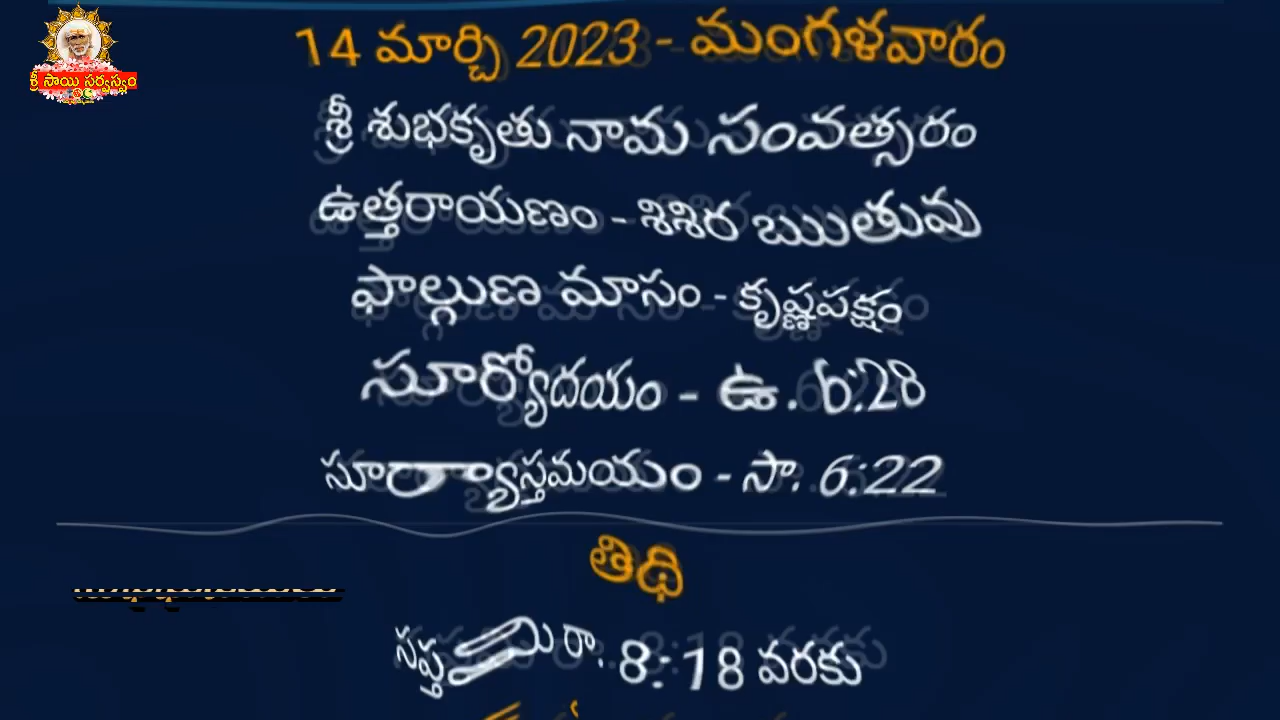 శ్రీ సాయి సర్వస్వం
14 మార్చి 2023 - మంగళవారం
శ్రీ శుభకృతు నామ సంవత్సరం
ఉత్తరాయణం - శిశిర ఋుతువు
ఫాల్గుణ మాసం - కృష్ణపక్షం
సూర్యోదయం - ఉ. 6:28
సూర్యాస్తమయం - సా. 6:22
తిథి
సప్తమి రా. 8:18 వరకు